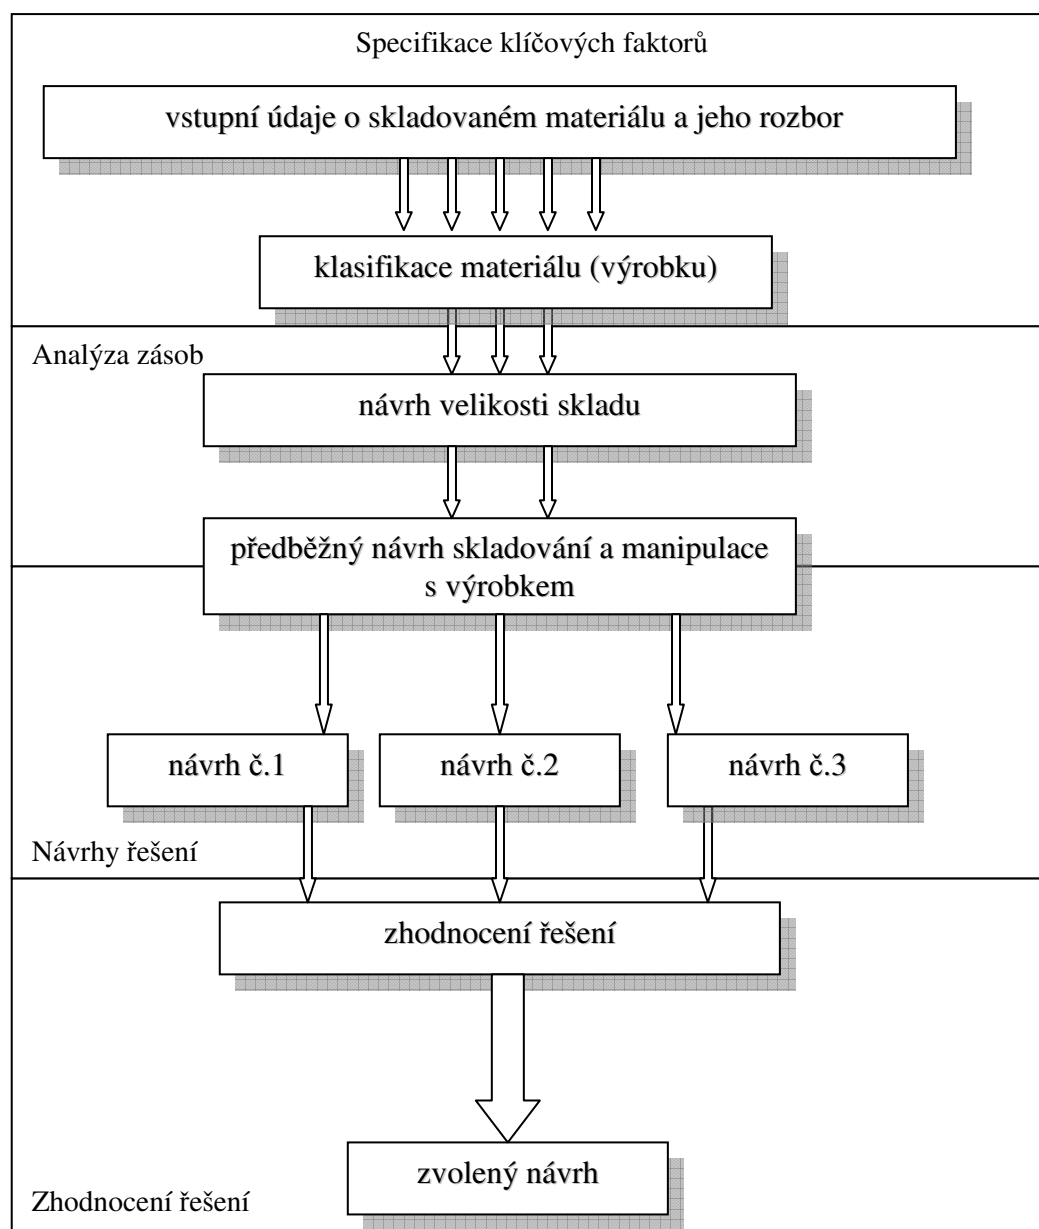 Specifikace klíčových faktorů
vstupní údaje o skladovaném materiálu a jeho rozbor
klasifikace materiálu (výrobku)
Analýza zásob
návrh velikosti skladu
předběžný návrh skladování a manipulace
s výrobkem
návrh č.1
návrh č.2
návrh č.3
Návrhy řešení
zhodnocení řešení
zvolený návrh
Zhodnocení řešení